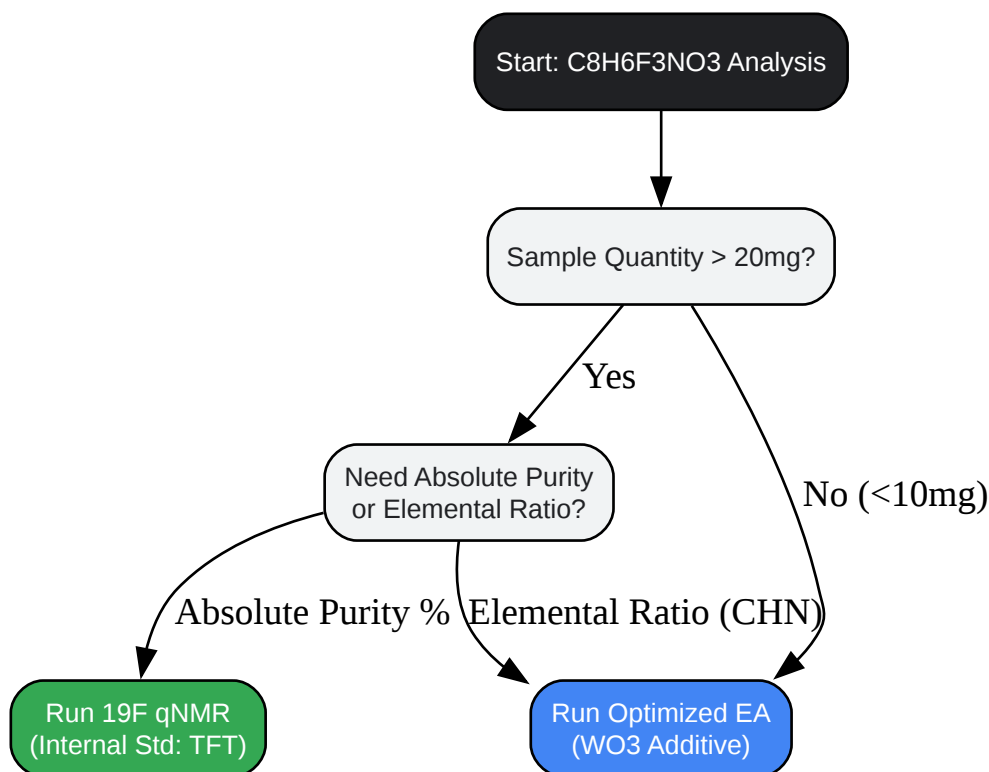 Start: C8H6F3NO3 Analysis
Sample Quantity > 20mg?
Yes
Need Absolute Purity
or Elemental Ratio?
No (<10mg)
Absolute Purity %
Elemental Ratio (CHN)
Run 19F qNMR
(Internal Std: TFT)
Run Optimized EA
(WO3 Additive)